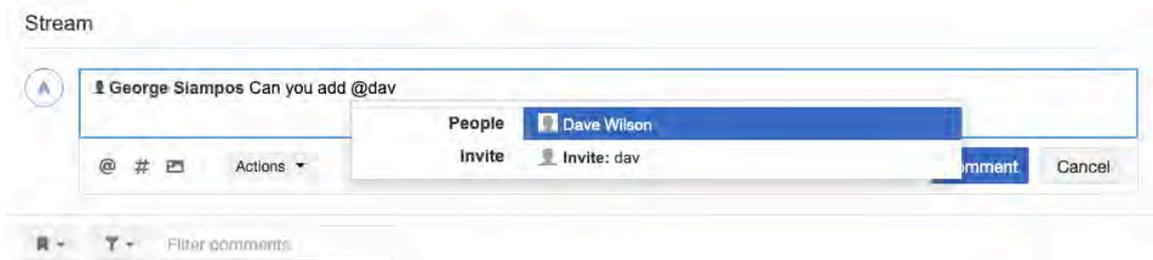 Stream
A
George Siampos Can you add @dav
People Dave Wilson
Invite Invite: dav
@ # Actions mment Cancel
Filter comments